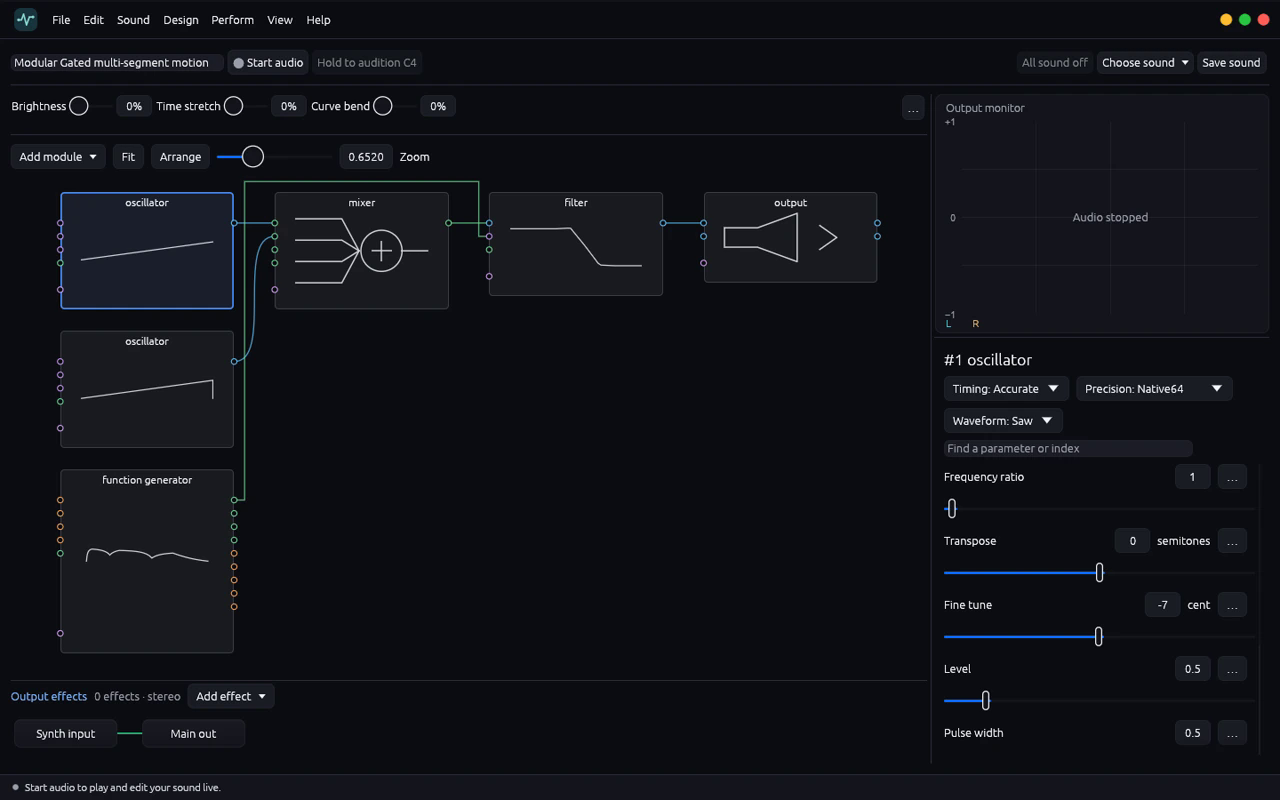 File Edit Sound Design Perform View Help
Modular Gated multi-segment motion Start audio Hold to audition C4 All sound off Choose sound Save sound
Brightness 0% Time stretch 0% Curve bend 0% ...
Add module Fit Arrange 0.6520 Zoom
oscillator mixer filter output
oscillator
function generator
Output effects 0 effects · stereo Add effect
Synth input Main out
Output monitor
+1
0 Audio stopped
−1
L R
#1 oscillator
Timing: Accurate Precision: Native64
Waveform: Saw
Find a parameter or index
Frequency ratio 1 ...
Transpose 0 semitones ...
Fine tune -7 cent ...
Level 0.5 ...
Pulse width 0.5 ...
Start audio to play and edit your sound live.